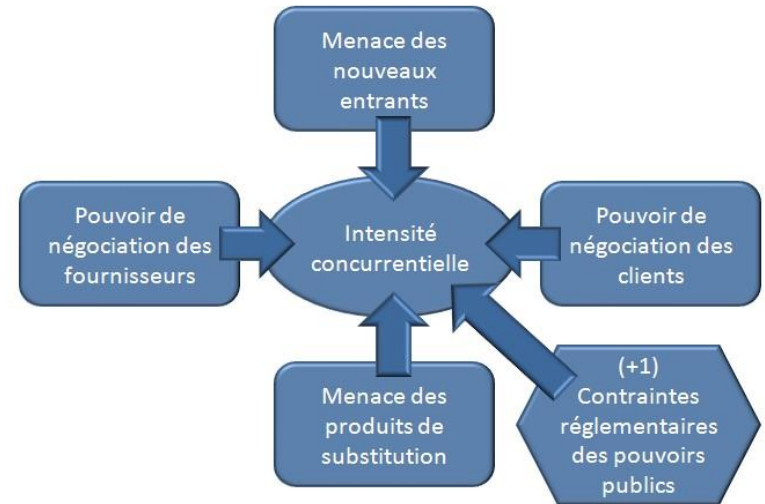 Menace des
nouveaux
entrants
Pouvoir de
négociation des
fournisseurs
Intensité
concurrentielle
Pouvoir de
négociation des
clients
Menace des
produits de
substitution
(+1)
Contraintes
réglementaires
des pouvoirs
publics